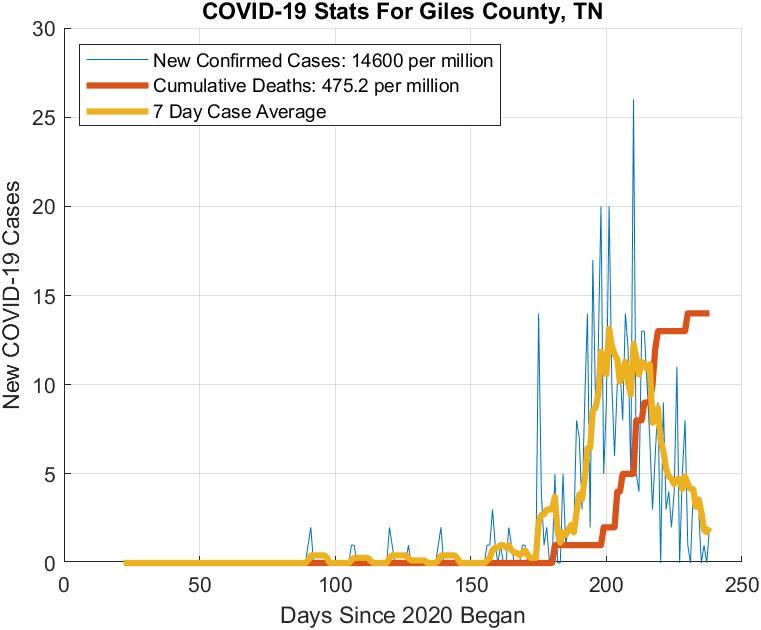 COVID-19 Stats For Giles County, TN
New Confirmed Cases: 14600 per million
Cumulative Deaths: 475.2 per million
7 Day Case Average
New COVID-19 Cases
30
25
20
15
10
5
0
0 50 100 150 200 250
Days Since 2020 Began